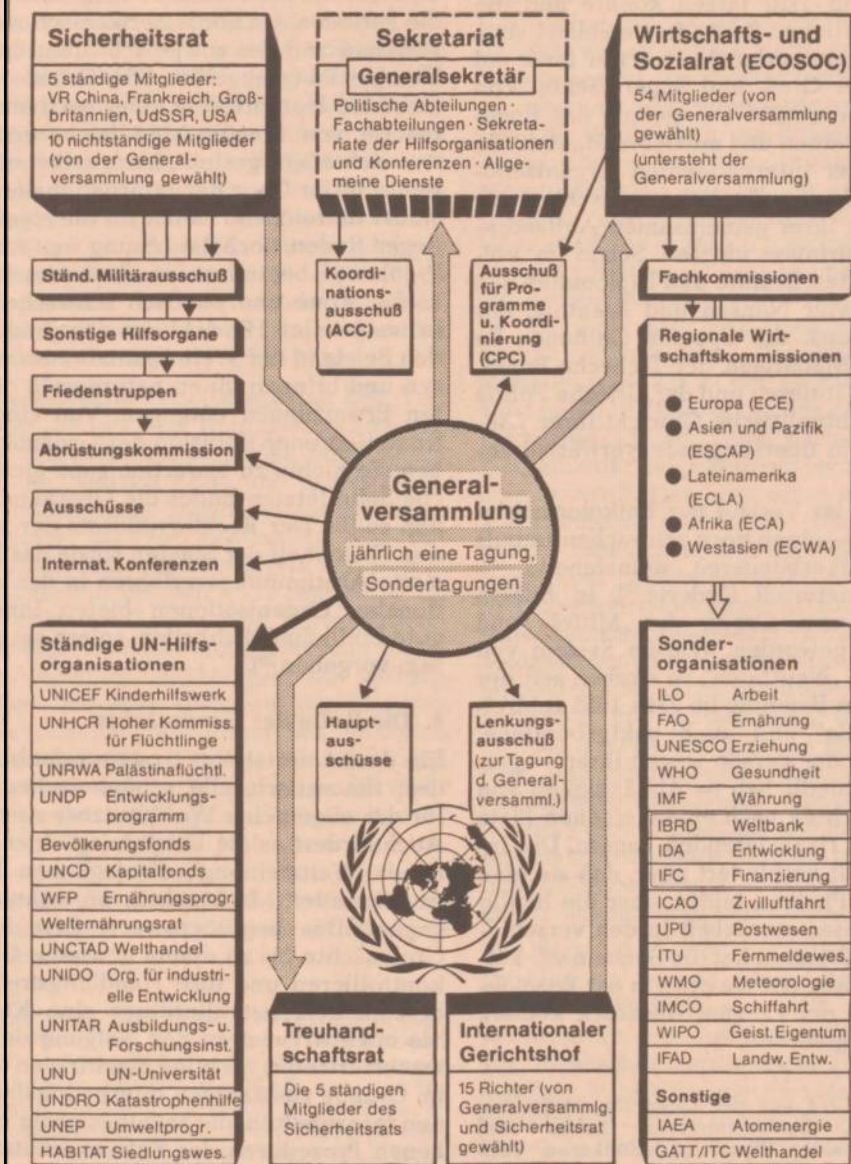 Sicherheitsrat
5 ständige Mitglieder:
VR China, Frankreich, Groß-
britannien, UdSSR, USA
10 nichtständige Mitglieder
(von der General-
versammlung gewählt)
Sekretariat
Generalsekretär
Politische Abteilungen ·
Fachabteilungen · Sekreta-
riate der Hilfsorganisationen
und Konferenzen · Allge-
meine Dienste
Wirtschafts- und
Sozialrat (ECOSOC)
54 Mitglieder (von
der Generalversammlung
gewählt)
(untersteht der
Generalversammlung)
Ständ. Militärausschuß
Sonstige Hilfsorgane
Friedenstruppen
Abrüstungskommission
Ausschüsse
Internat. Konferenzen
Koordi-
nations-
ausschuß
(ACC)
Ausschuß
für Pro-
gramme
u. Koordi-
nierung
(CPC)
Fachkommissionen
Regionale Wirt-
schaftskommissionen
● Europa (ECE)
● Asien und Pazifik
(ESCAP)
● Lateinamerika
(ECLA)
● Afrika (ECA)
● Westasien (ECWA)
General-
versammlung
jährlich eine Tagung,
Sondertagungen
Ständige UN-Hilfs-
organisationen
UNICEF Kinderhilfswerk
UNHCR Hoher Kommiss.
für Flüchtlinge
UNRWA Palästinaflüchtl.
UNDP Entwicklungs-
programm
Bevölkerungsfonds
UNCD Kapitalfonds
WFP Ernährungsprogr.
Welternährungsrat
UNCTAD Welthandel
UNIDO Org. für industri-
elle Entwicklung
UNITAR Ausbildungs- u.
Forschungsinst.
UNU UN-Universität
UNDRO Katastrophenhilfe
UNEP Umweltprogr.
HABITAT Siedlungswes.
Haupt-
aus-
schüsse
Lenkungs-
ausschuß
(zur Tagung
d. General-
versamml.)
Treuhand-
schaftsrat
Die 5 ständigen
Mitglieder des
Sicherheitsrats
Internationaler
Gerichtshof
15 Richter (von
Generalversammlg.
und Sicherheitsrat
gewählt)
Sonder-
organisationen
ILO Arbeit
FAO Ernährung
UNESCO Erziehung
WHO Gesundheit
IMF Währung
IBRD Weltbank
IDA Entwicklung
IFC Finanzierung
ICAO Zivilluftfahrt
UPU Postwesen
ITU Fernmeldewes.
WMO Meteorologie
IMCO Schiffahrt
WIPO Geist. Eigentum
IFAD Landw. Entw.
Sonstige
IAEA Atomenergie
GATT/ITC Welthandel